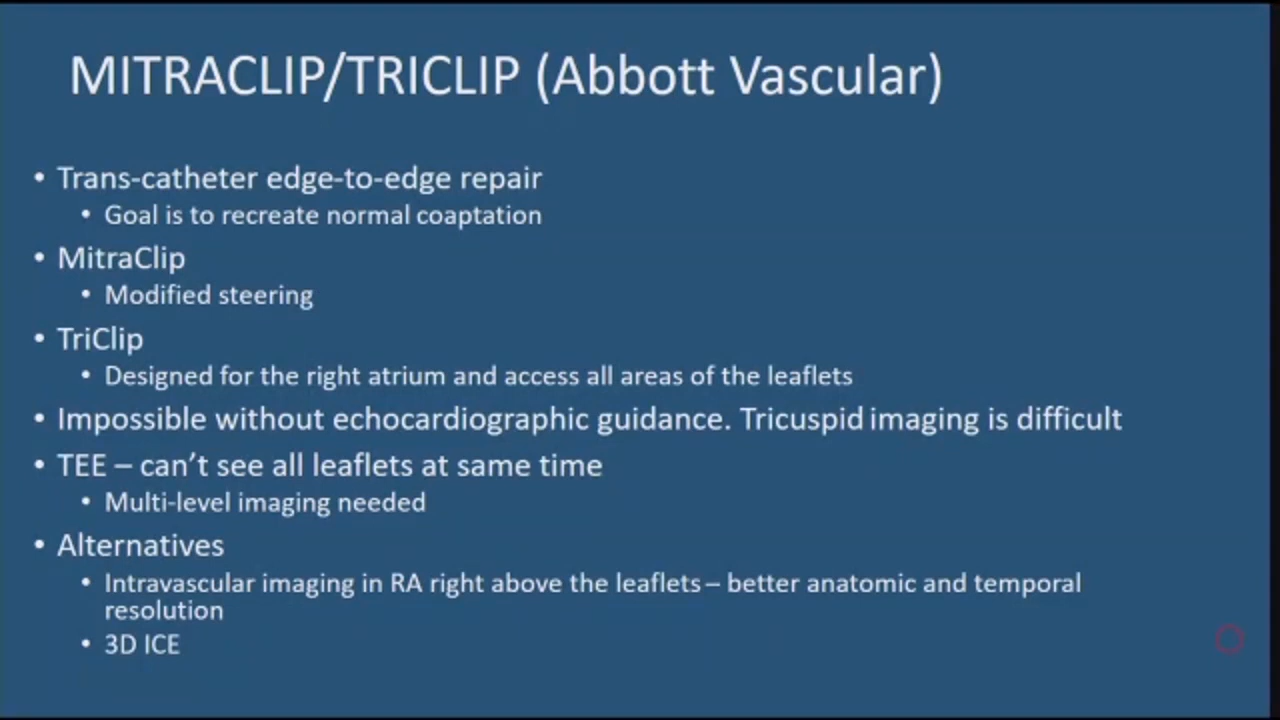 MITRACLIP/TRICLIP (Abbott Vascular)
• Trans-catheter edge-to-edge repair
• Goal is to recreate normal coaptation
• MitraClip
• Modified steering
• TriClip
• Designed for the right atrium and access all areas of the leaflets
• Impossible without echocardiographic guidance. Tricuspid imaging is difficult
• TEE – can't see all leaflets at same time
• Multi-level imaging needed
• Alternatives
• Intravascular imaging in RA right above the leaflets – better anatomic and temporal
resolution
• 3D ICE